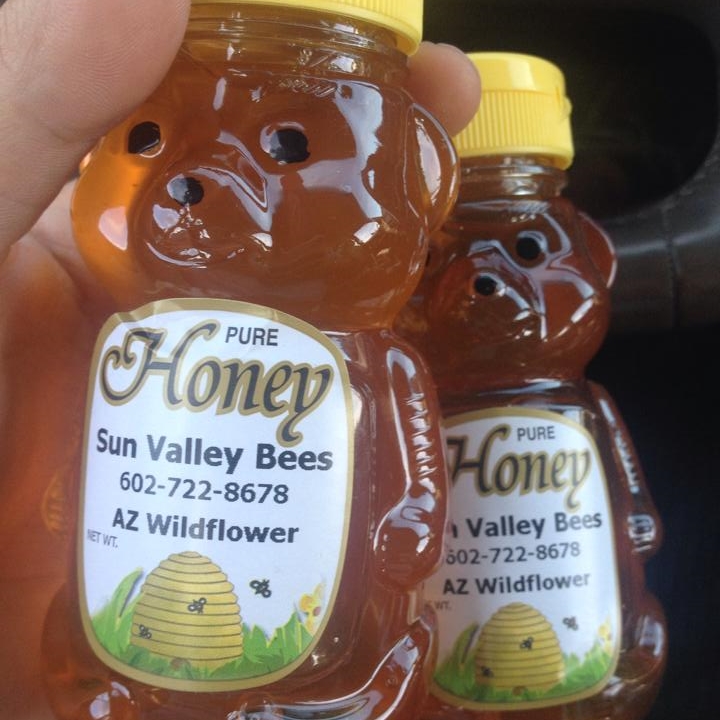 PURE
Honey
Sun Valley Bees
602-722-8678
AZ Wildflower
NET WT.
PURE
Honey
Valley Bees
602-722-8678
AZ Wildflower
WT.